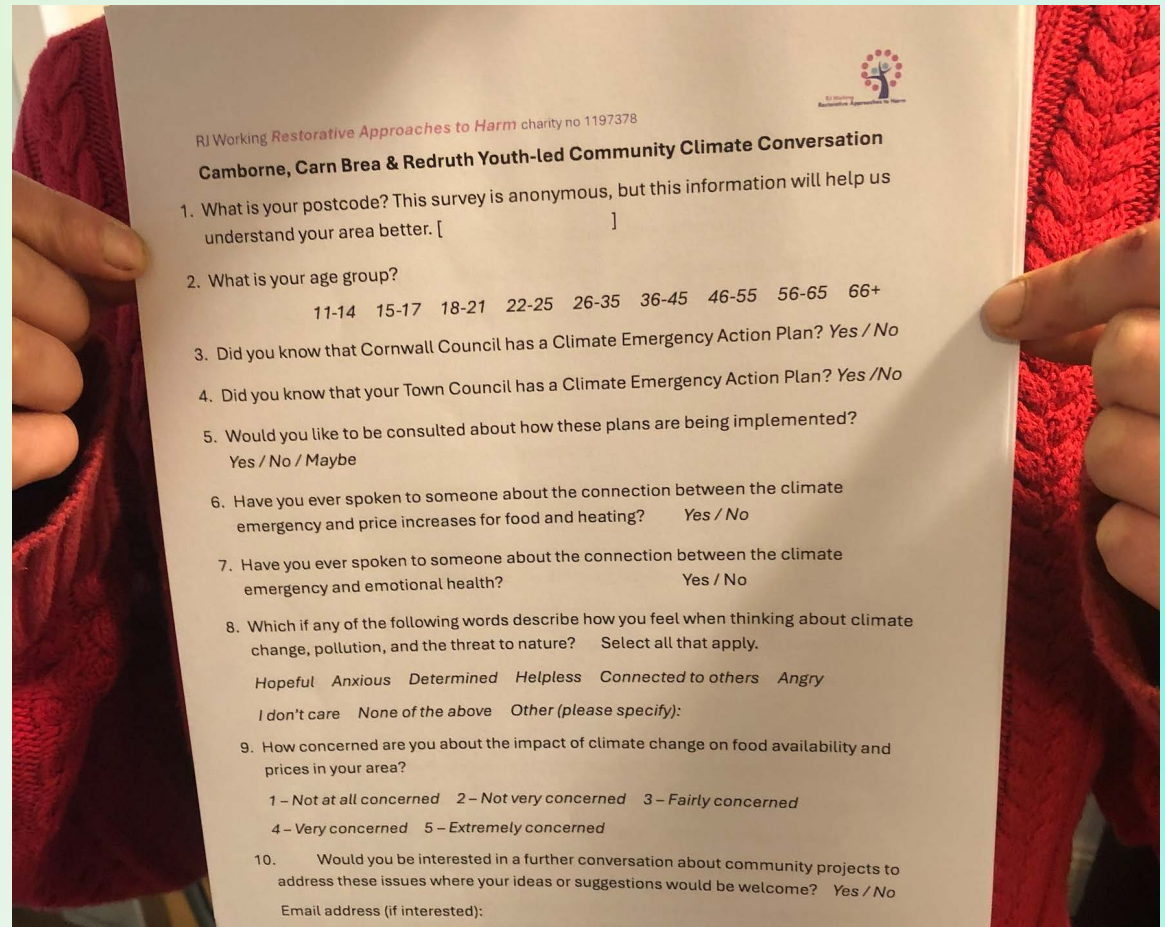 RJ Working
Restorative Approaches to Harm
RJ Working Restorative Approaches to Harm charity no 1197378
Camborne, Carn Brea & Redruth Youth-led Community Climate Conversation
1. What is your postcode? This survey is anonymous, but this information will help us
understand your area better. [ ]
2. What is your age group?
11-14 15-17 18-21 22-25 26-35 36-45 46-55 56-65 66+
3. Did you know that Cornwall Council has a Climate Emergency Action Plan? Yes / No
4. Did you know that your Town Council has a Climate Emergency Action Plan? Yes /No
5. Would you like to be consulted about how these plans are being implemented?
Yes / No / Maybe
6. Have you ever spoken to someone about the connection between the climate
emergency and price increases for food and heating? Yes / No
7. Have you ever spoken to someone about the connection between the climate
emergency and emotional health? Yes / No
8. Which if any of the following words describe how you feel when thinking about climate
change, pollution, and the threat to nature? Select all that apply.
Hopeful Anxious Determined Helpless Connected to others Angry
I don't care None of the above Other (please specify):
9. How concerned are you about the impact of climate change on food availability and
prices in your area?
1 – Not at all concerned 2 – Not very concerned 3 – Fairly concerned
4 – Very concerned 5 – Extremely concerned
10. Would you be interested in a further conversation about community projects to
address these issues where your ideas or suggestions would be welcome? Yes / No
Email address (if interested):